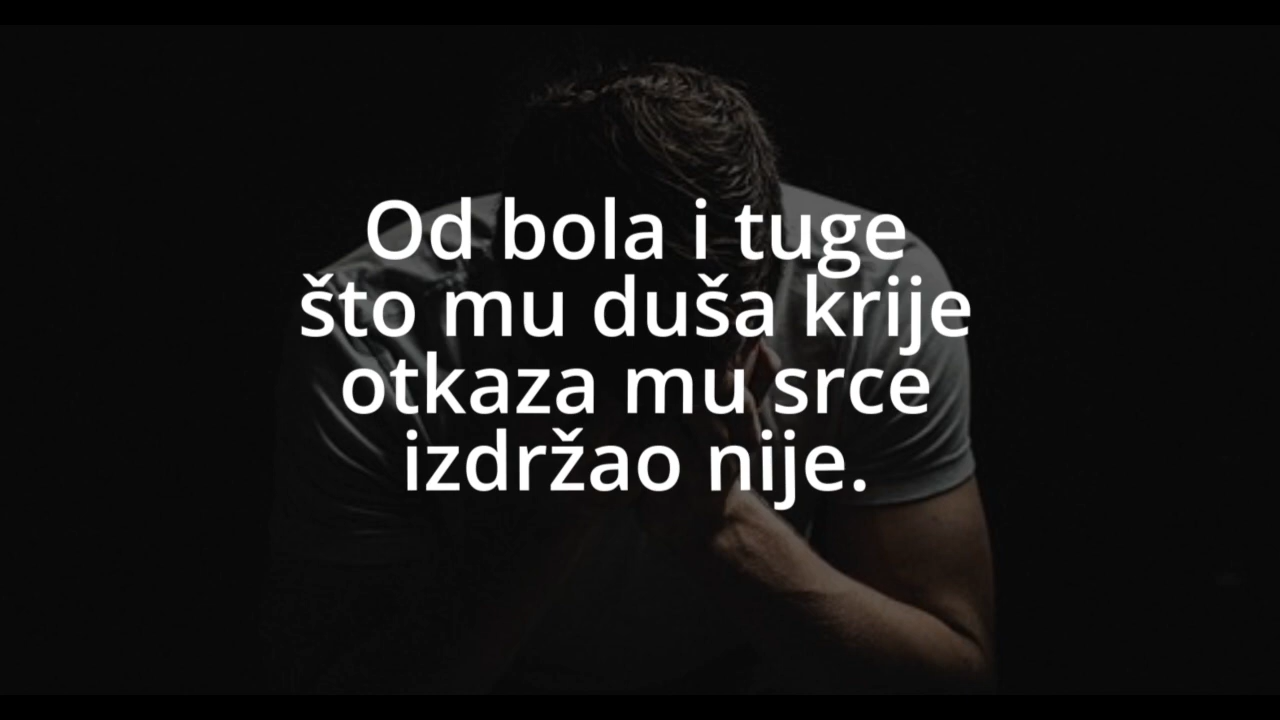 Od bola i tuge
što mu duša krije
otkaza mu srce
izdržao nije.